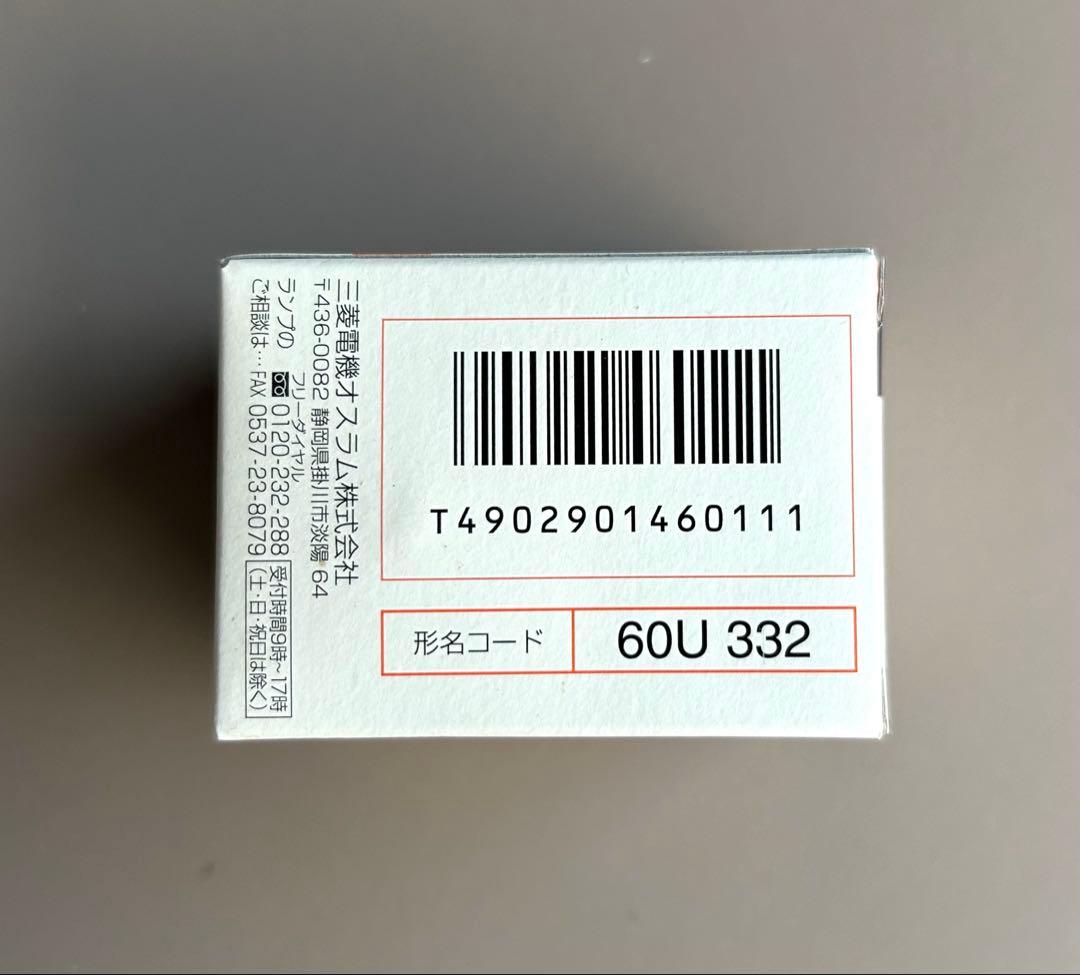 T4902901460111
形名コード 60U 332
三菱電機オスラム株式会社
〒436-0082 静岡県掛川市淡陽 64
フリーダイヤル
ランプの 0120-232-288 受付時間9時~17時
ご相談は… FAX 0537-23-8079 (土・日・祝日は除く)